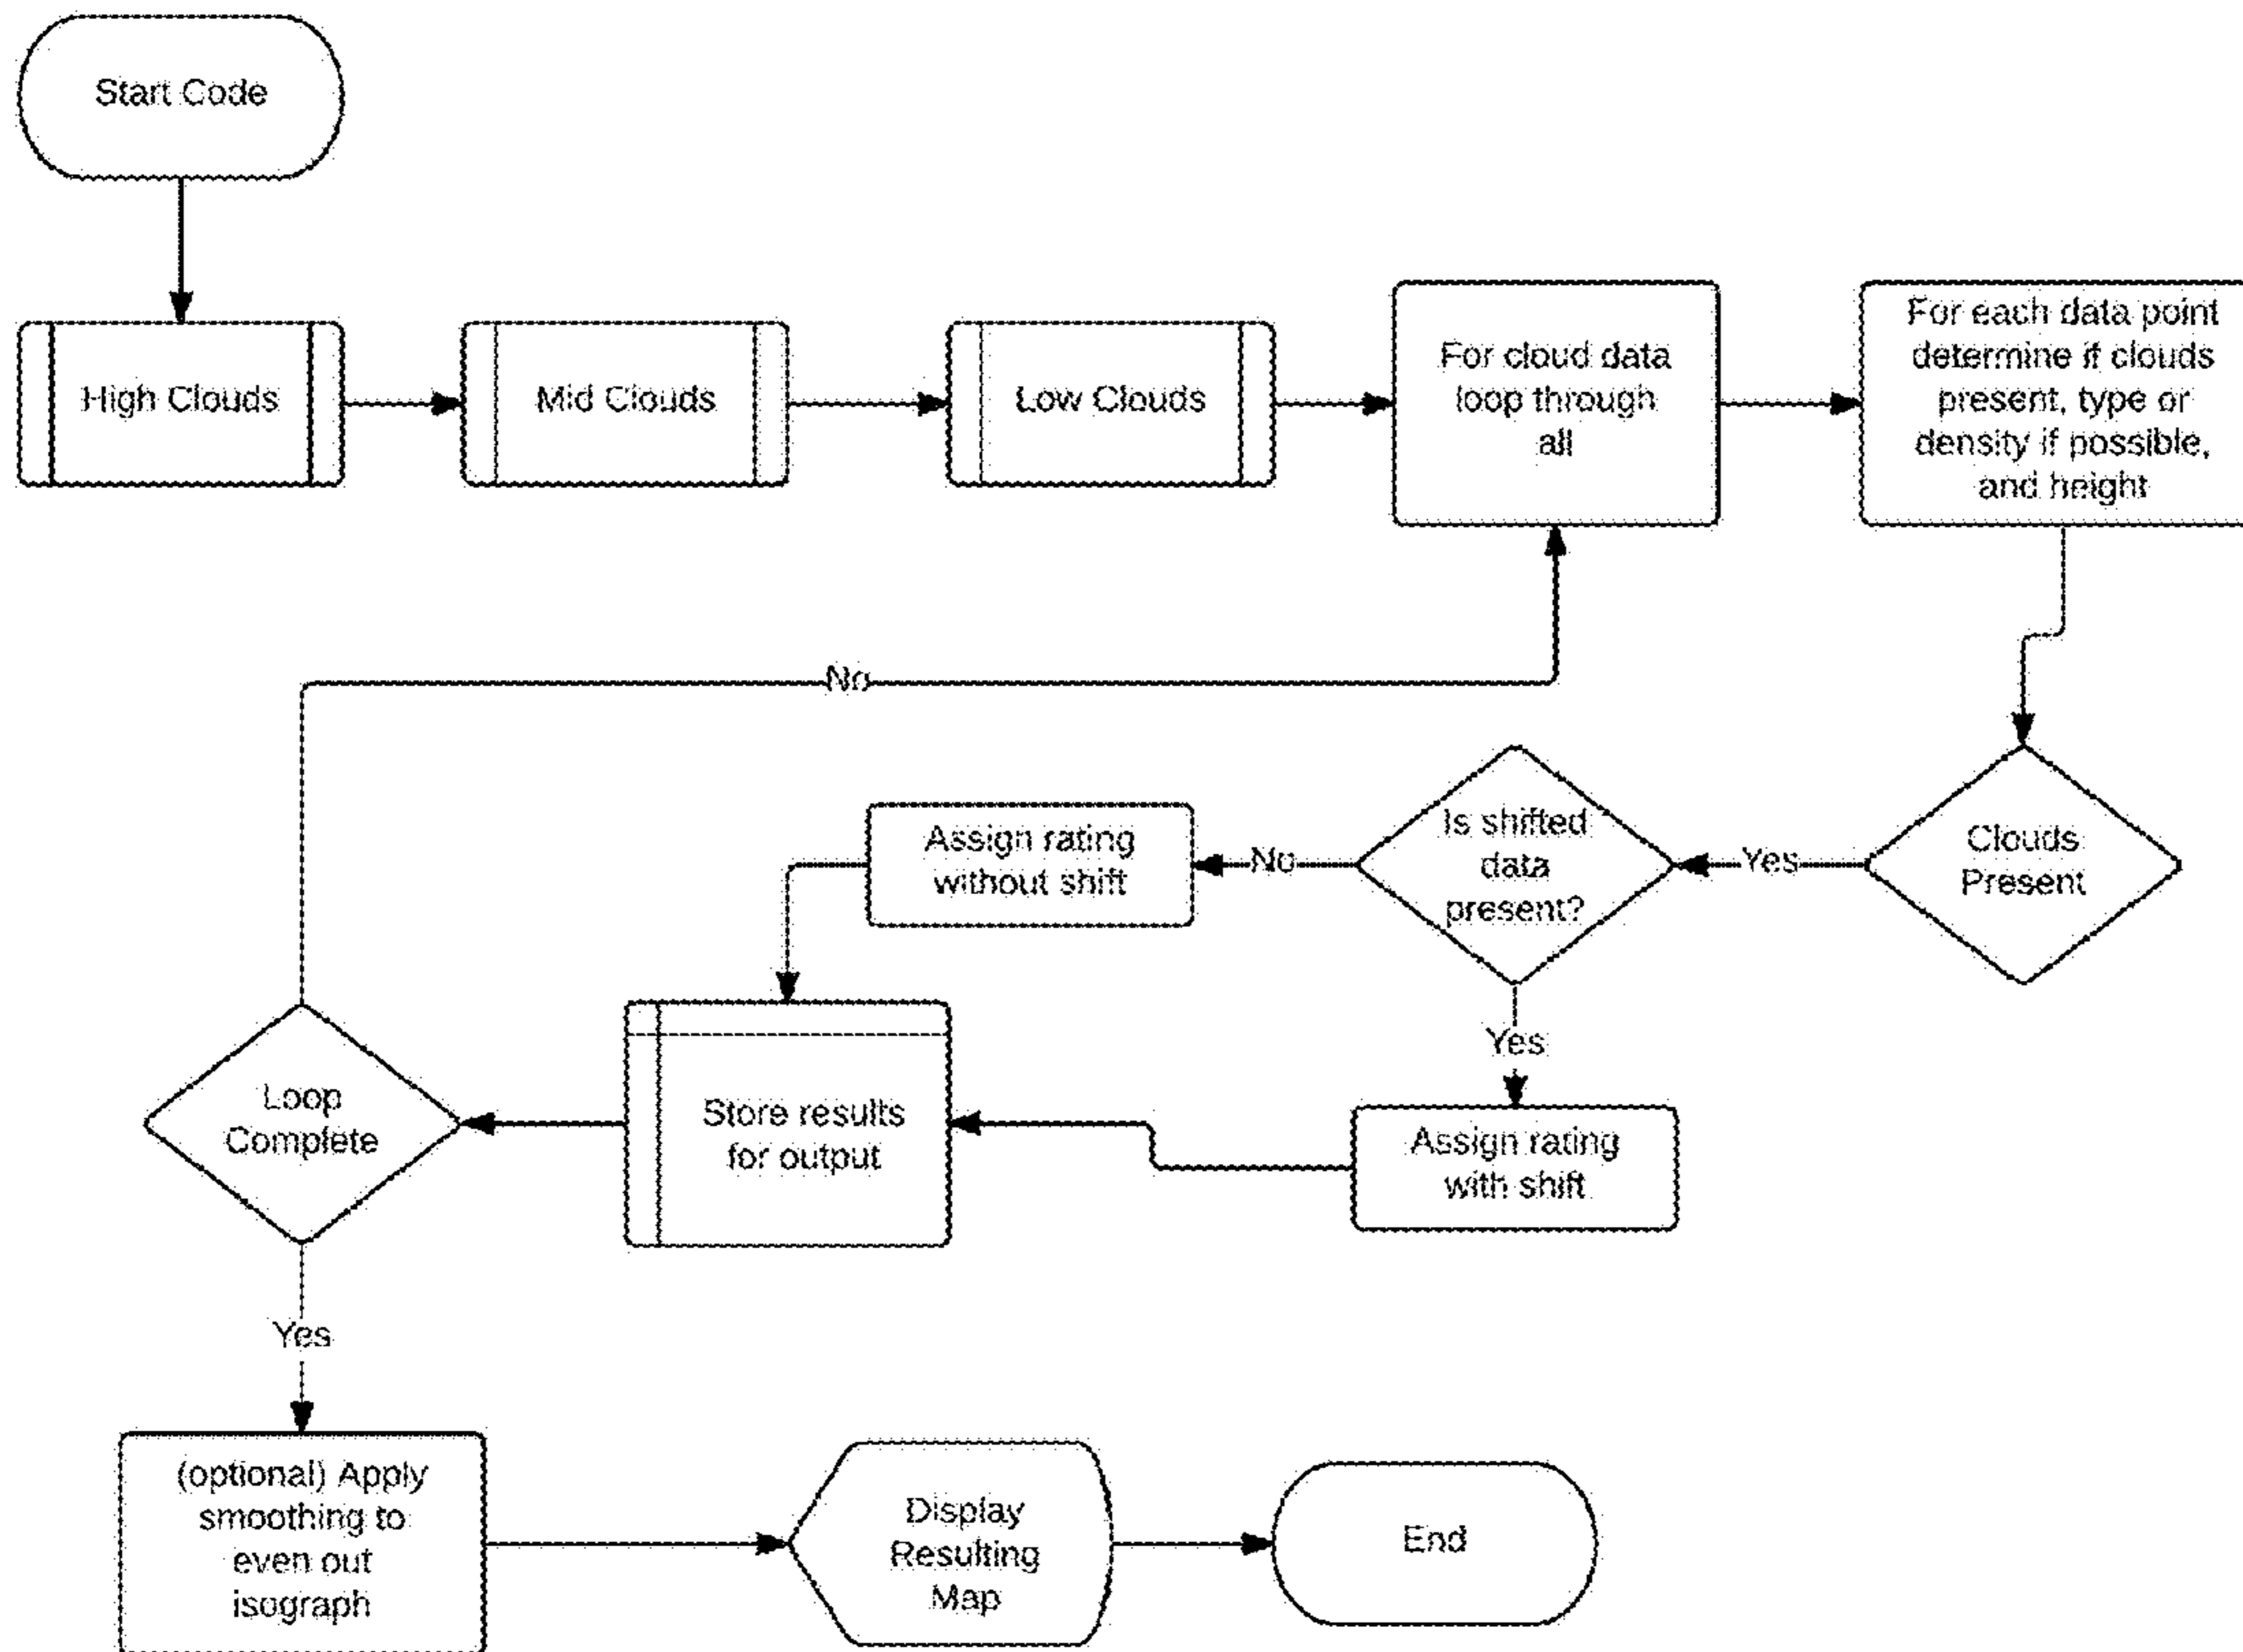 Start Code
High Clouds
Mid Clouds
Low Clouds
For cloud data
loop through
all
For each data point
determine if clouds
present, type or
density if possible,
and height
No
Clouds
Present
Yes
Is shifted
data
present?
No
Assign rating
without shift
Yes
Assign rating
with shift
Store results
for output
Loop
Complete
Yes
(optional) Apply
smoothing to
even out
isograph
Display
Resulting
Map
End